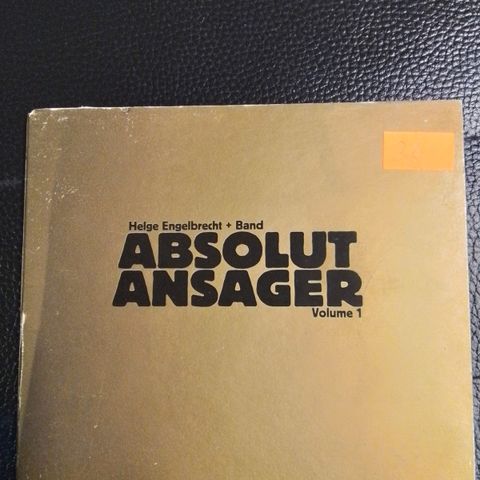 Helge Engelbrecht + Band
ABSOLUT
ANSAGER
Volume 1